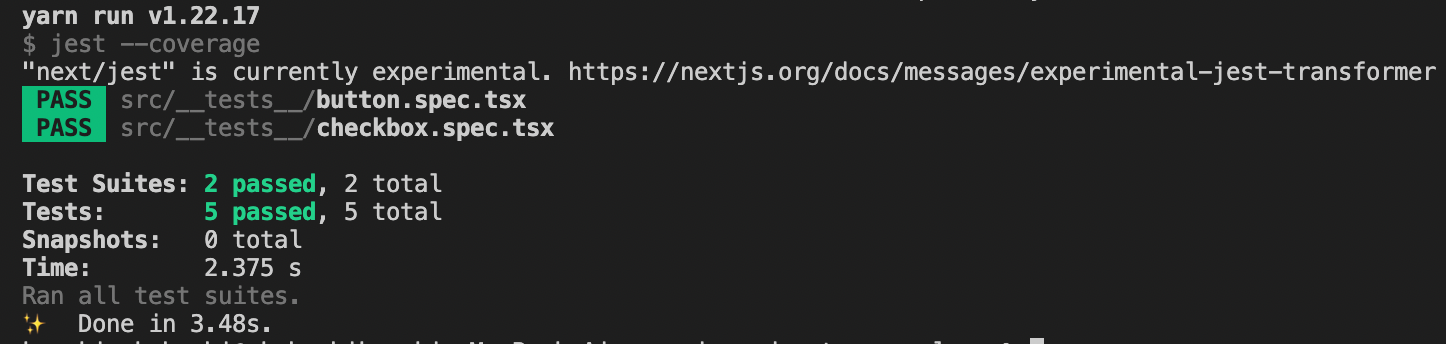 yarn run v1.22.17
$ jest --coverage
"next/jest" is currently experimental. https://nextjs.org/docs/messages/experimental-jest-transformer
PASS src/__tests__/button.spec.tsx
PASS src/__tests__/checkbox.spec.tsx
Test Suites: 2 passed, 2 total
Tests: 5 passed, 5 total
Snapshots: 0 total
Time: 2.375 s
Ran all test suites.
✨ Done in 3.48s.